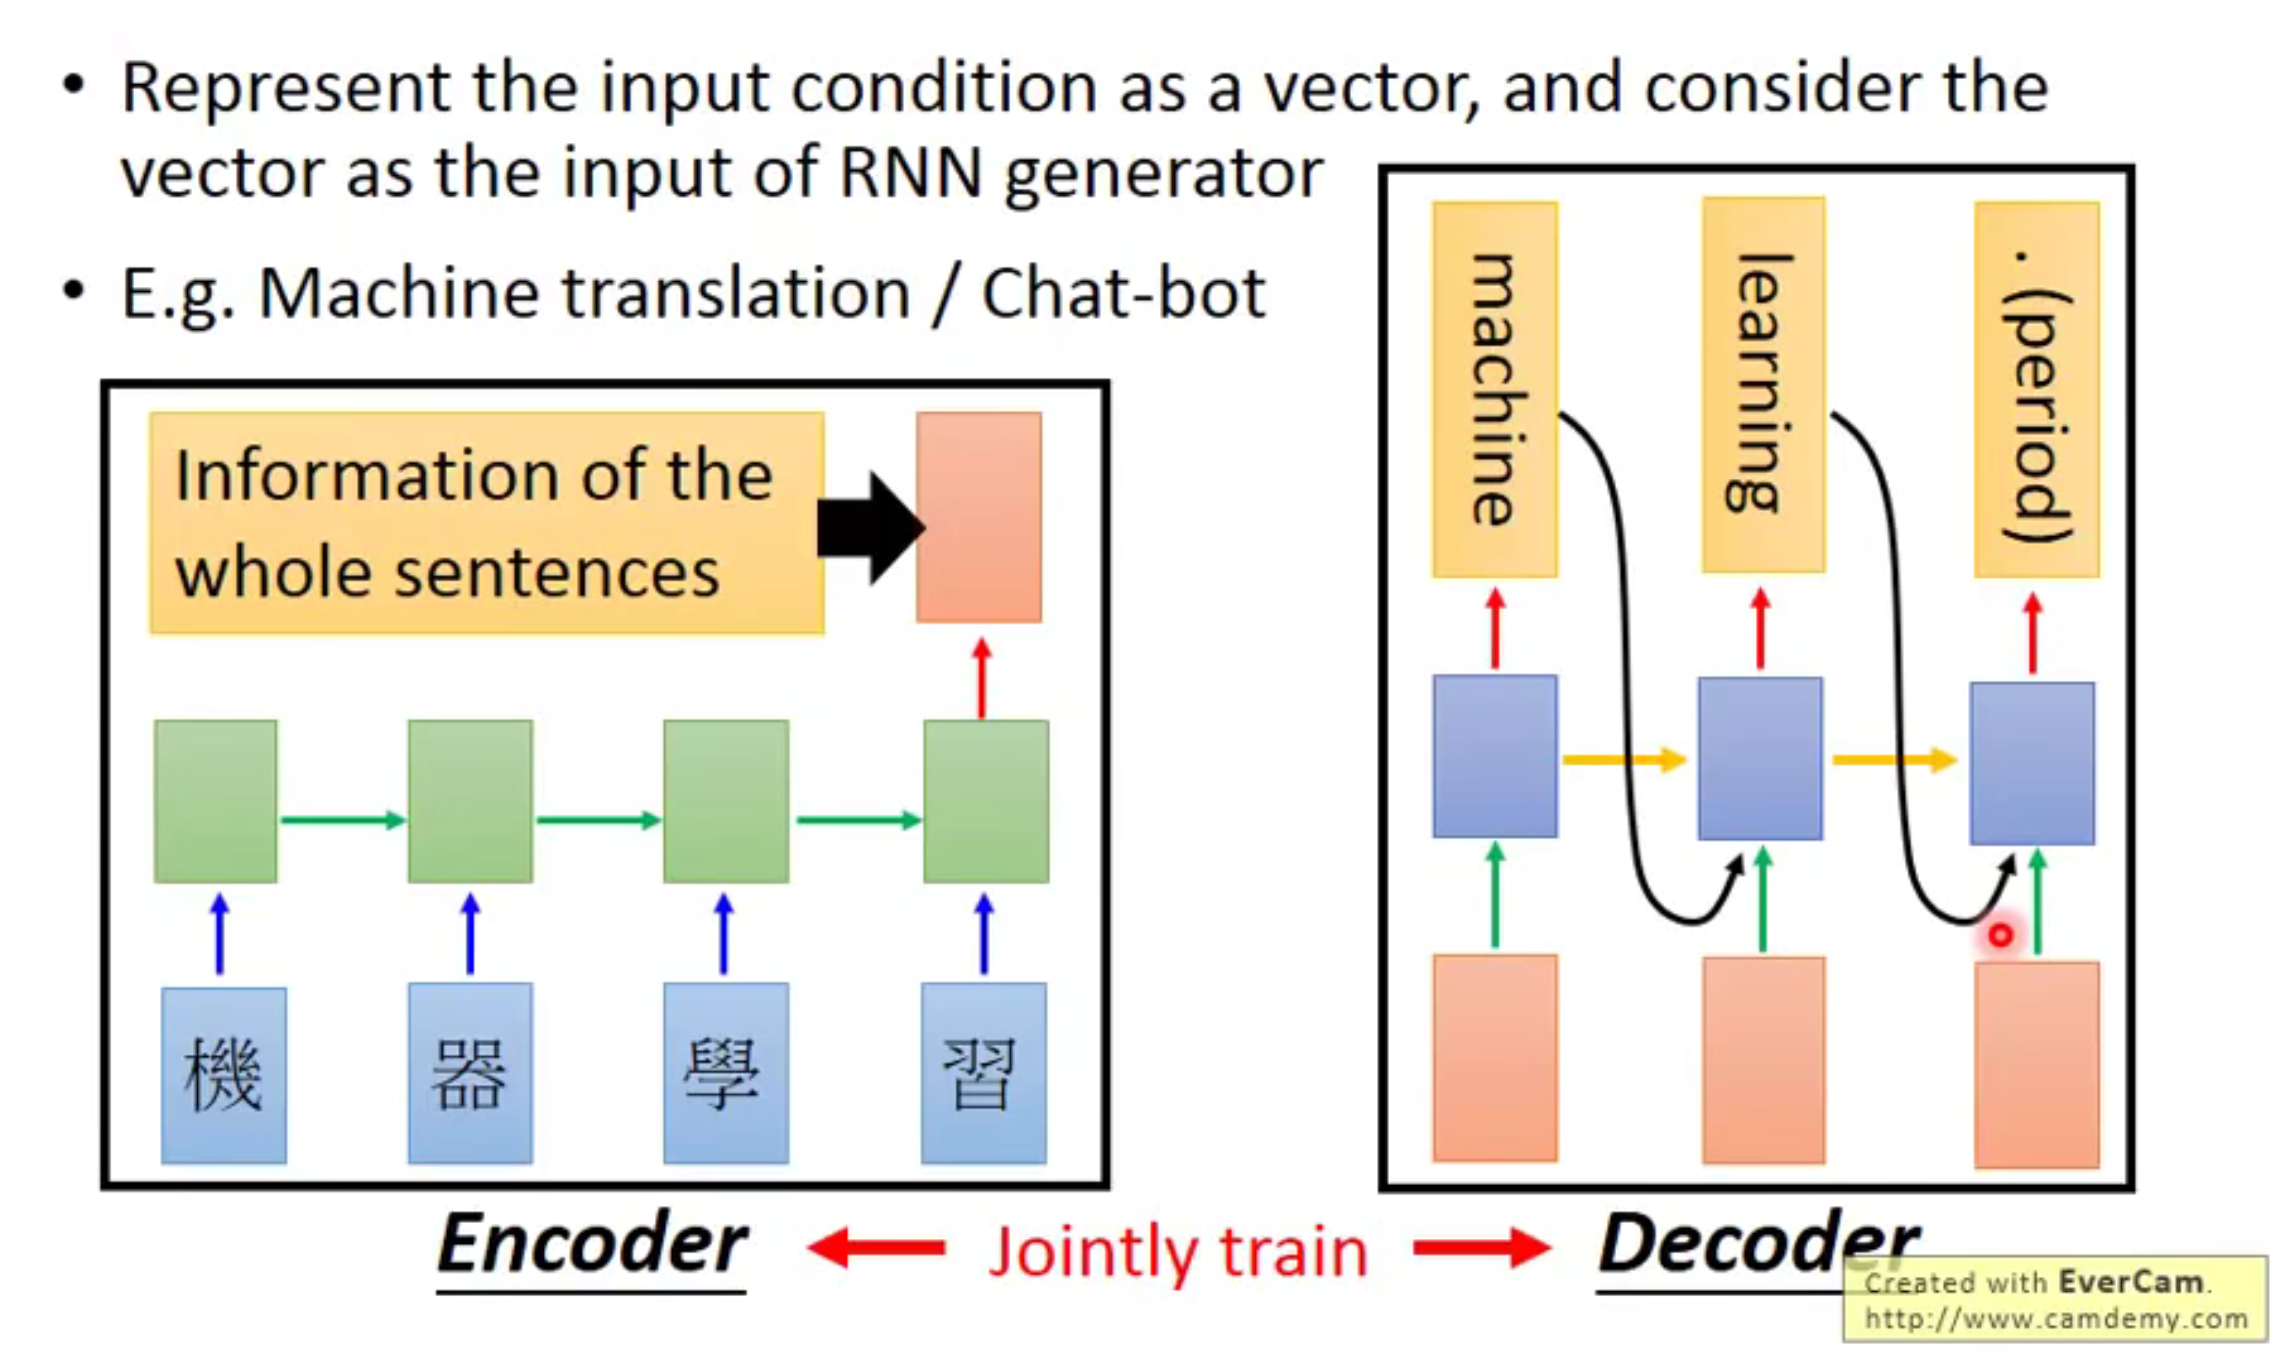 • Represent the input condition as a vector, and consider the
vector as the input of RNN generator
• E.g. Machine translation / Chat-bot
Information of the
whole sentences
機 器 學 習
machine
learning
. (period)
Encoder
Jointly train
Decoder
Created with EverCam.
http://www.camdemy.com